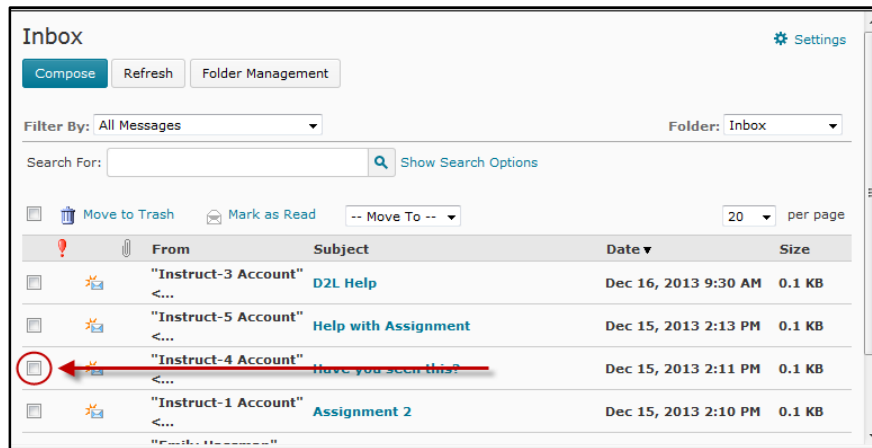 Inbox
Settings
Compose Refresh Folder Management
Filter By: All Messages Folder: Inbox
Search For: Show Search Options
Move to Trash Mark as Read -- Move To -- 20 per page
From Subject Date Size
"Instruct-3 Account" <... D2L Help Dec 16, 2013 9:30 AM 0.1 KB
"Instruct-5 Account" <... Help with Assignment Dec 15, 2013 2:13 PM 0.1 KB
"Instruct-4 Account" <... Have you seen this? Dec 15, 2013 2:11 PM 0.1 KB
"Instruct-1 Account" <... Assignment 2 Dec 15, 2013 2:10 PM 0.1 KB